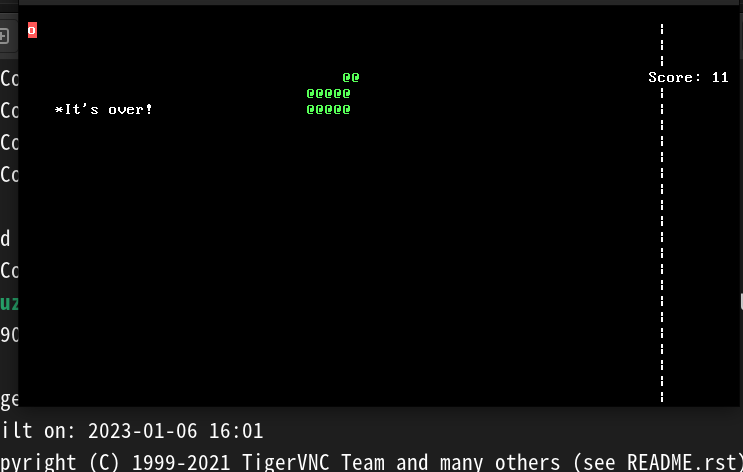 o
@@
Co
Score: 11
@@@@@
Co
*It's over!
@@@@@
Co
Co
d
Co
uz
90
ge
ilt on: 2023-01-06 16:01
pyright (C) 1999-2021 TigerVNC Team and many others (see README.rst)